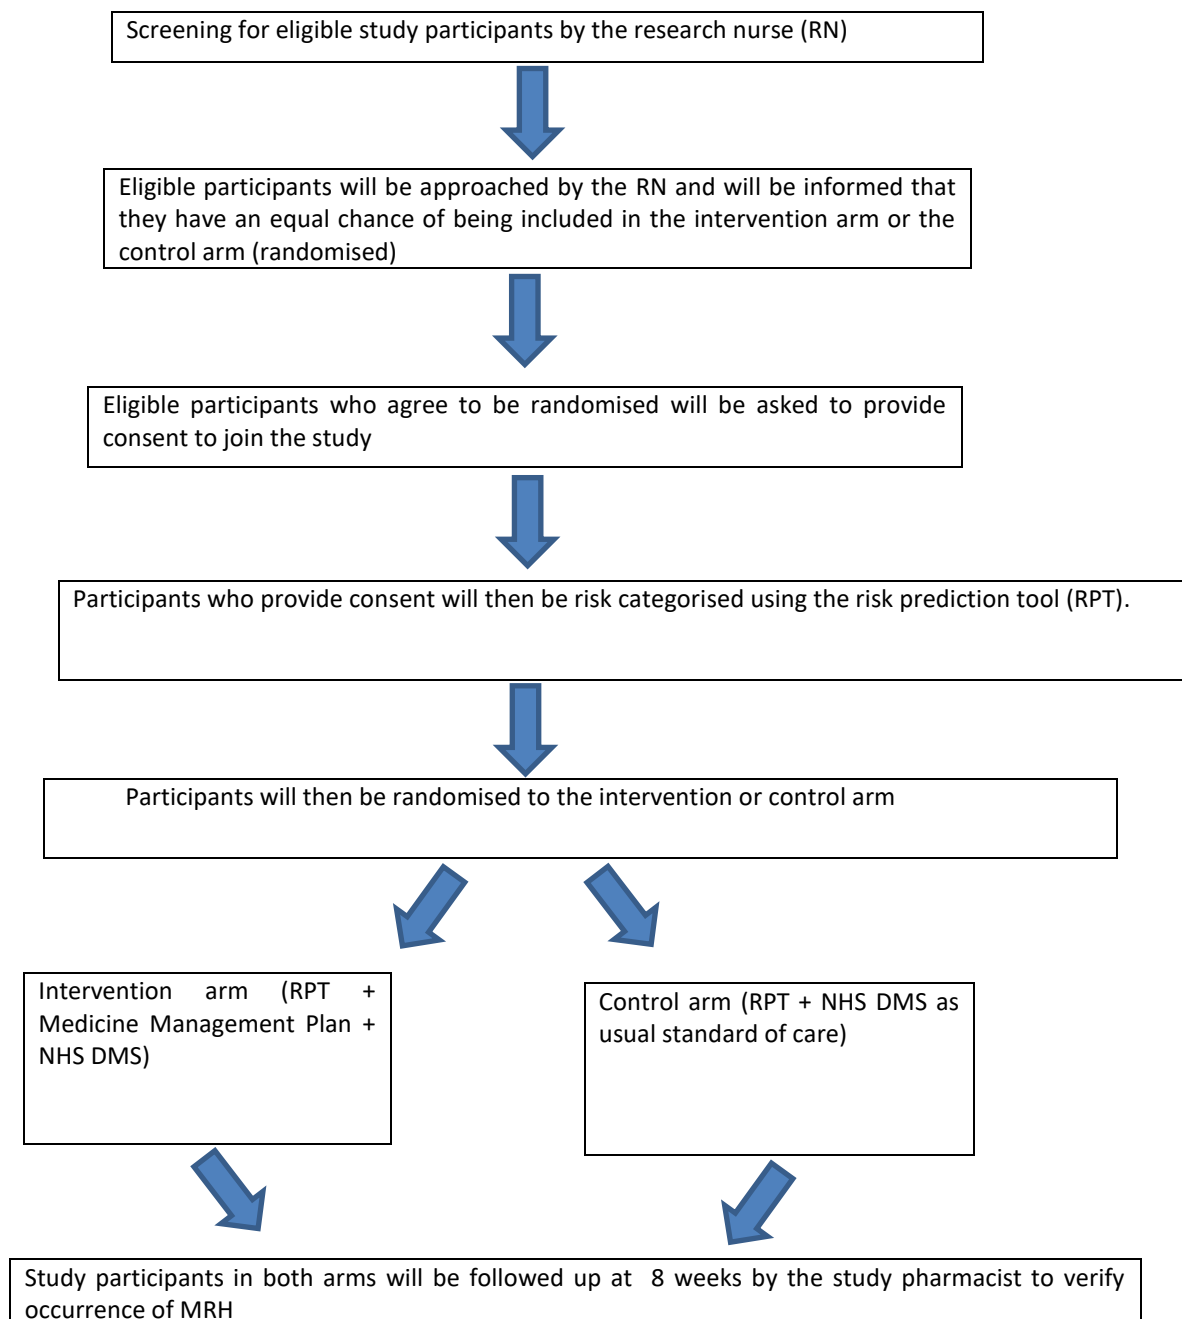 Screening for eligible study participants by the research nurse (RN)
Eligible participants will be approached by the RN and will be informed that
they have an equal chance of being included in the intervention arm or the
control arm (randomised)
Eligible participants who agree to be randomised will be asked to provide
consent to join the study
Participants who provide consent will then be risk categorised using the risk prediction tool (RPT).
Participants will then be randomised to the intervention or control arm
Intervention arm (RPT +
Medicine Management Plan +
NHS DMS)
Control arm (RPT + NHS DMS as
usual standard of care)
Study participants in both arms will be followed up at 8 weeks by the study pharmacist to verify
occurrence of MRH